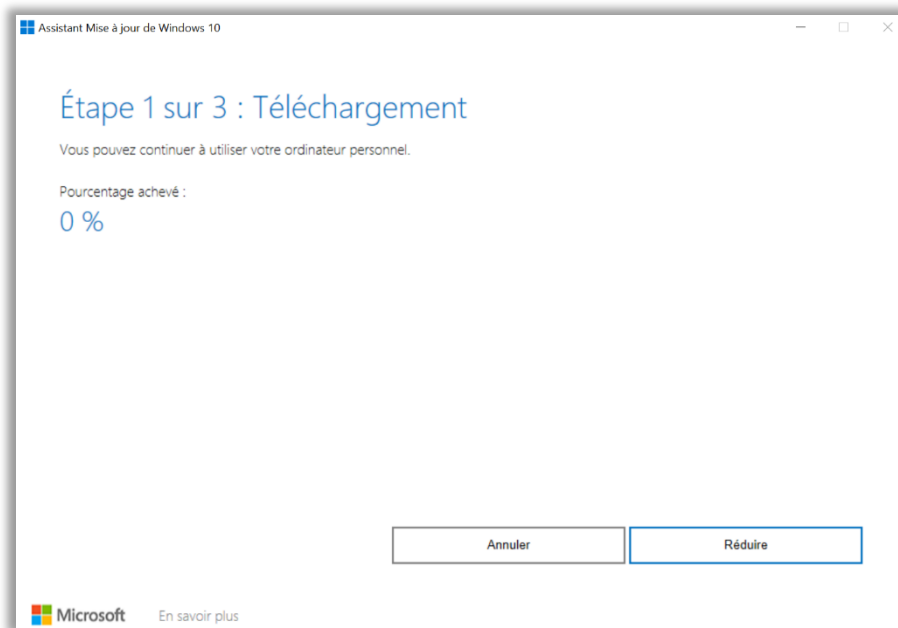 Assistant Mise à jour de Windows 10
Étape 1 sur 3 : Téléchargement
Vous pouvez continuer à utiliser votre ordinateur personnel.
Pourcentage achevé :
0 %
Annuler
Réduire
Microsoft
En savoir plus